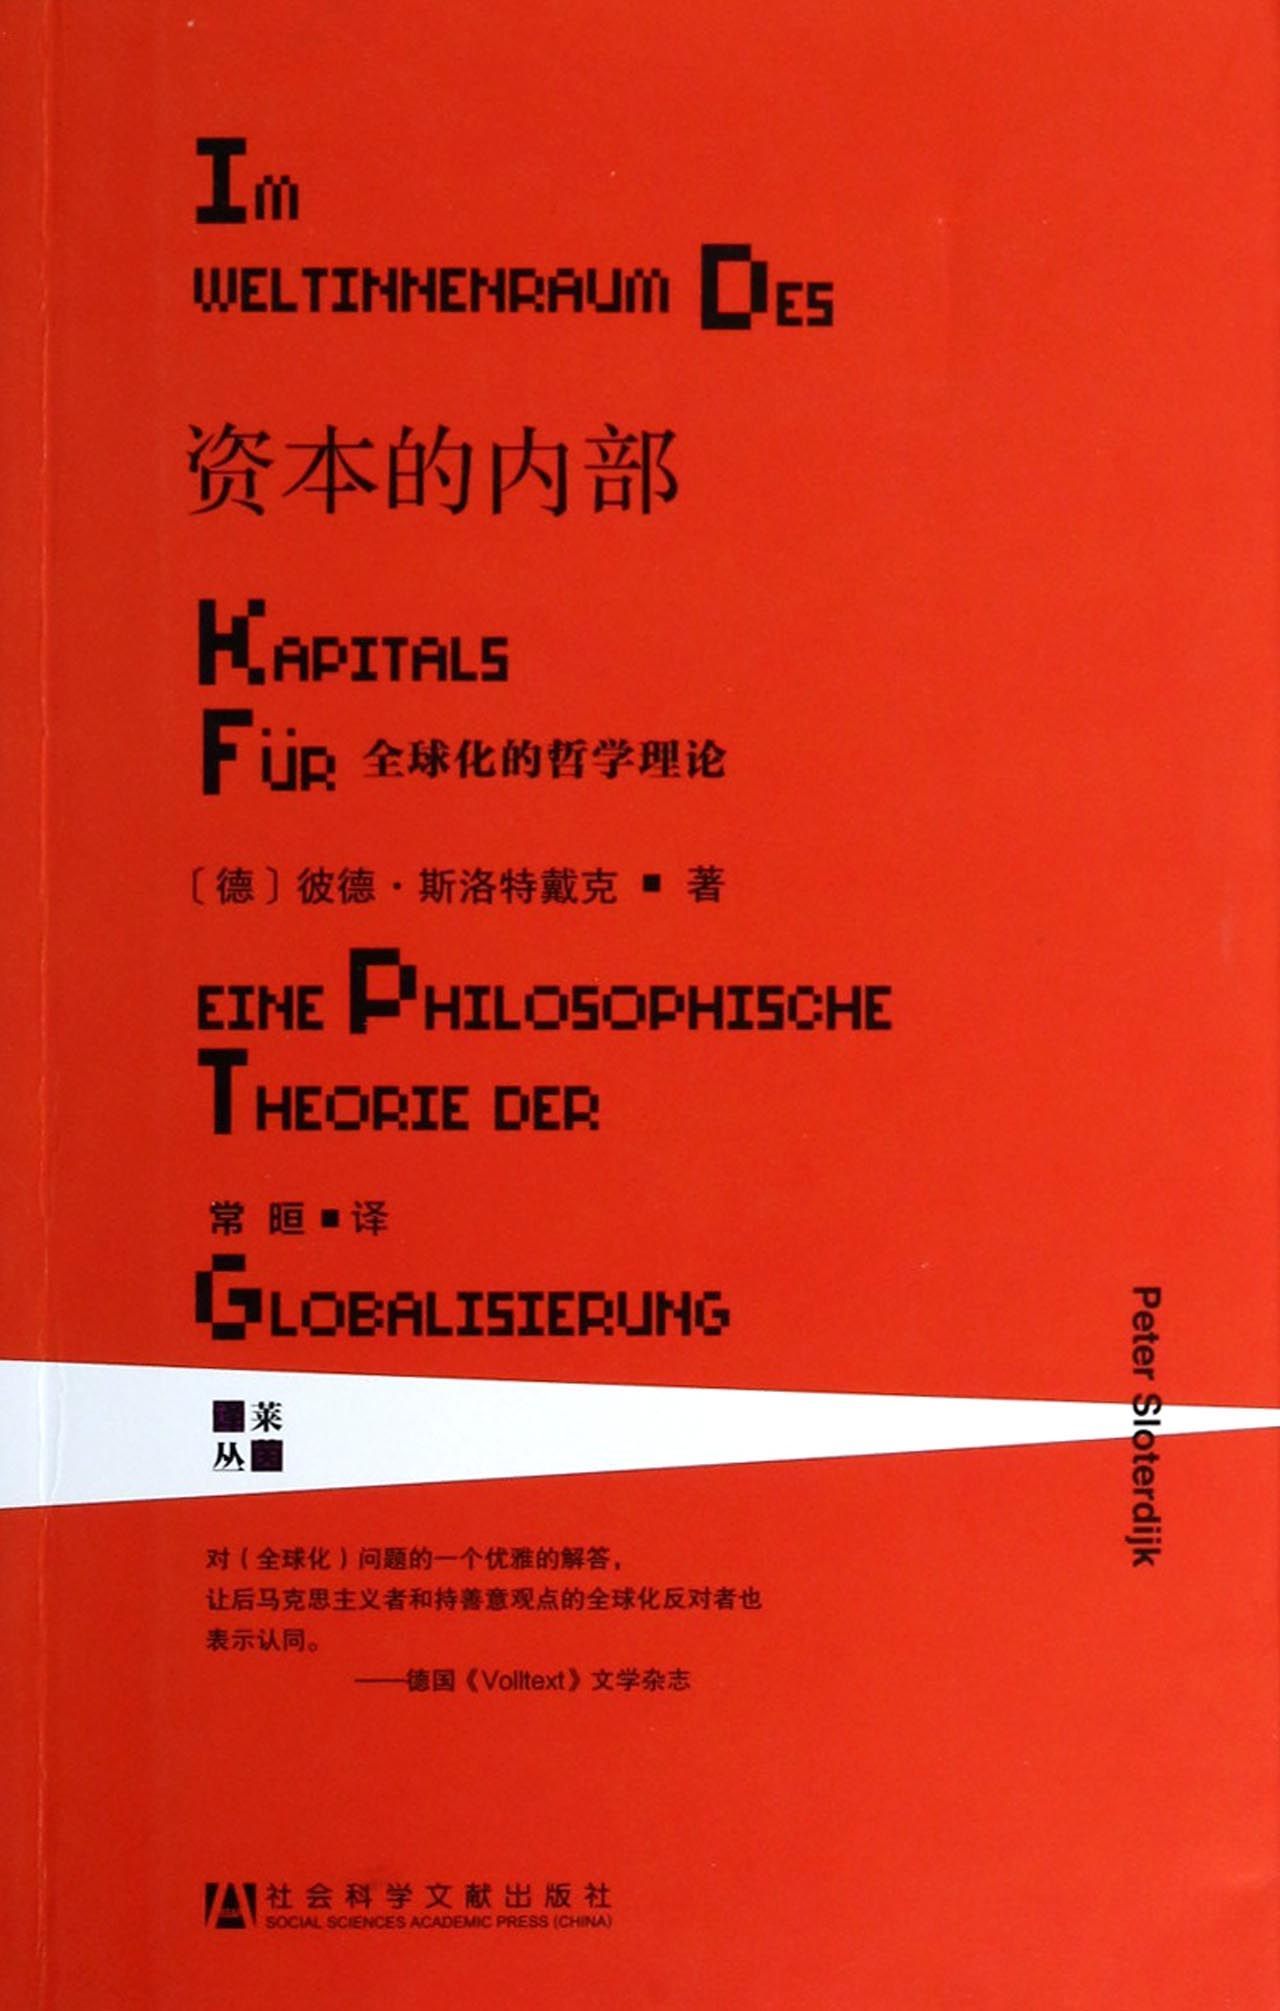 Im
WELTINNENRAUM DES
资本的内部
KAPITALS
FÜR 全球化的哲学理论
〔德〕彼德·斯洛特戴克 ■ 著
EINE PHILOSOPHISCHE
THEORIE DER
常 晅 ■ 译
GLOBALISIERUNG
Peter Sloterdijk
译莱
丛茵
对（全球化）问题的一个优雅的解答，
让后马克思主义者和持善意观点的全球化反对者也
表示认同。
——德国《Volltext》文学杂志
社会科学文献出版社
SOCIAL SCIENCES ACADEMIC PRESS (CHINA)